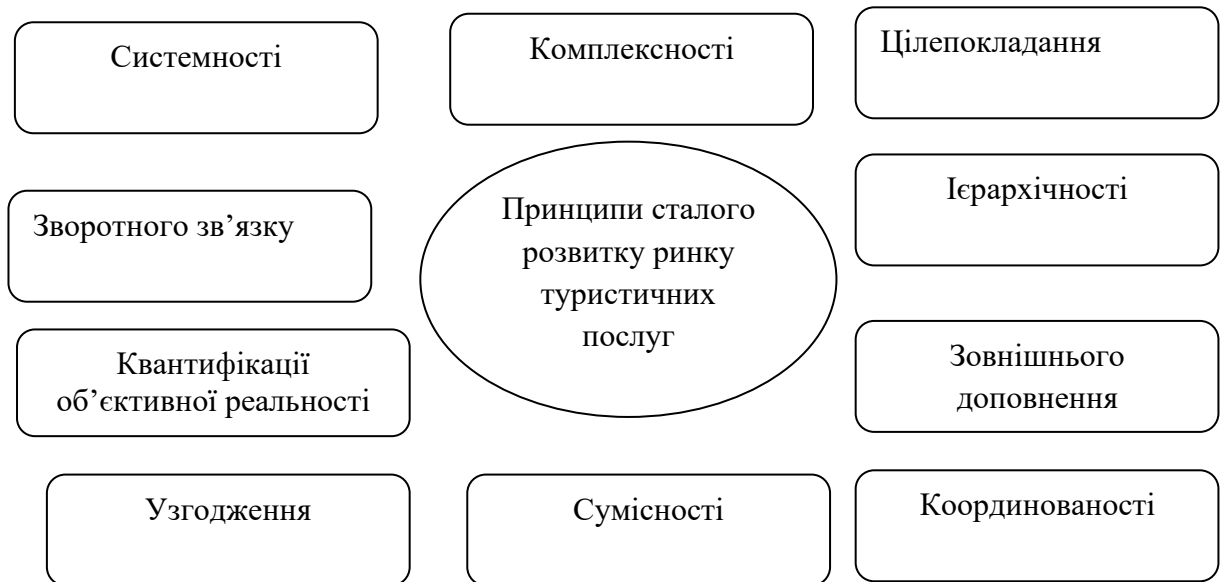 Системності
Комплексності
Цілепокладання
Зворотного зв’язку
Принципи сталого
розвитку ринку
туристичних
послуг
Ієрархічності
Квантифікації
об’єктивної реальності
Зовнішнього
доповнення
Узгодження
Сумісності
Координованості